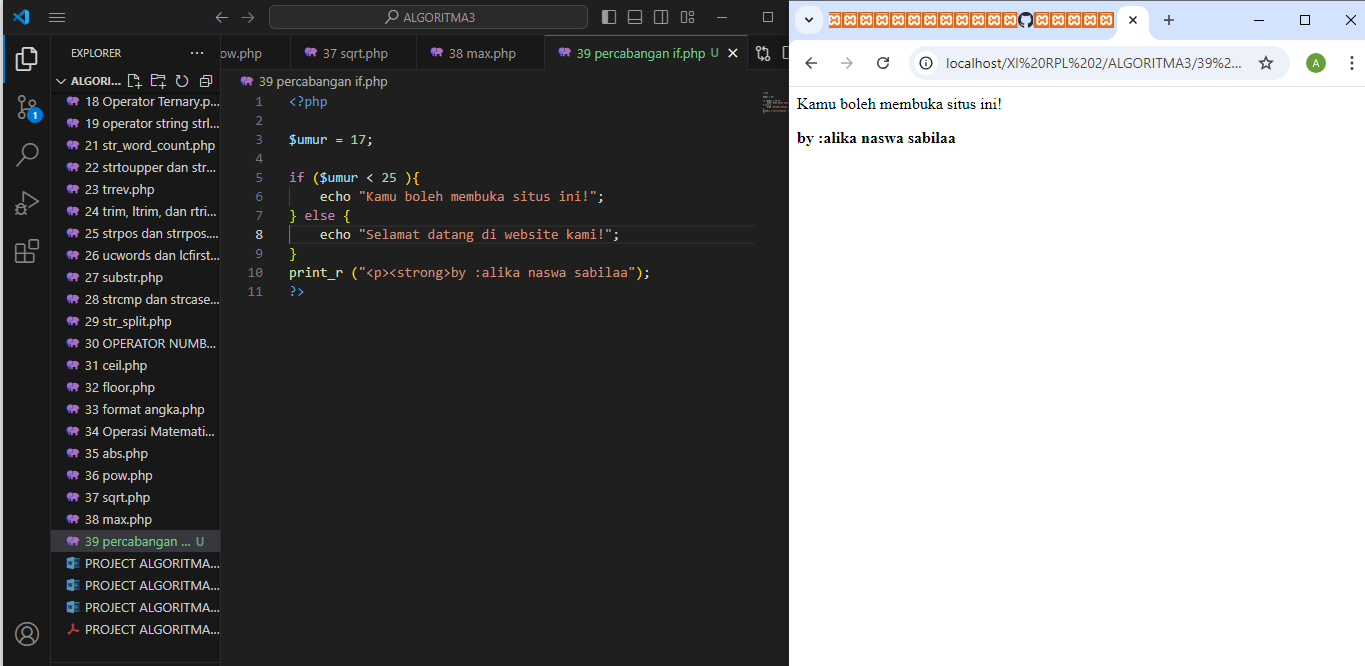 ALGORITMA3
EXPLORER
ALGORI...
18 Operator Ternary.p...
19 operator string strl...
21 str_word_count.php
22 strtoupper dan str...
23 trrev.php
24 trim, ltrim, dan rtri...
25 strpos dan strrpos....
26 ucwords dan lcfirst...
27 substr.php
28 strcmp dan strcase...
29 str_split.php
30 OPERATOR NUMB...
31 ceil.php
32 floor.php
33 format angka.php
34 Operasi Matemati...
35 abs.php
36 pow.php
37 sqrt.php
38 max.php
39 percabangan ... U
PROJECT ALGORITMA...
PROJECT ALGORITMA...
PROJECT ALGORITMA...
PROJECT ALGORITMA...
1
ow.php 37 sqrt.php 38 max.php 39 percabangan if.php U
39 percabangan if.php
1 <?php
2
3 $umur = 17;
4
5 if ($umur < 25 ){
6 echo "Kamu boleh membuka situs ini!";
7 } else {
8 echo "Selamat datang di website kami!";
9 }
10 print_r ("<p><strong>by :alika naswa sabilaa");
11 ?>
localhost/XI%20RPL%202/ALGORITMA3/39%2...
A
Kamu boleh membuka situs ini!
by :alika naswa sabilaa